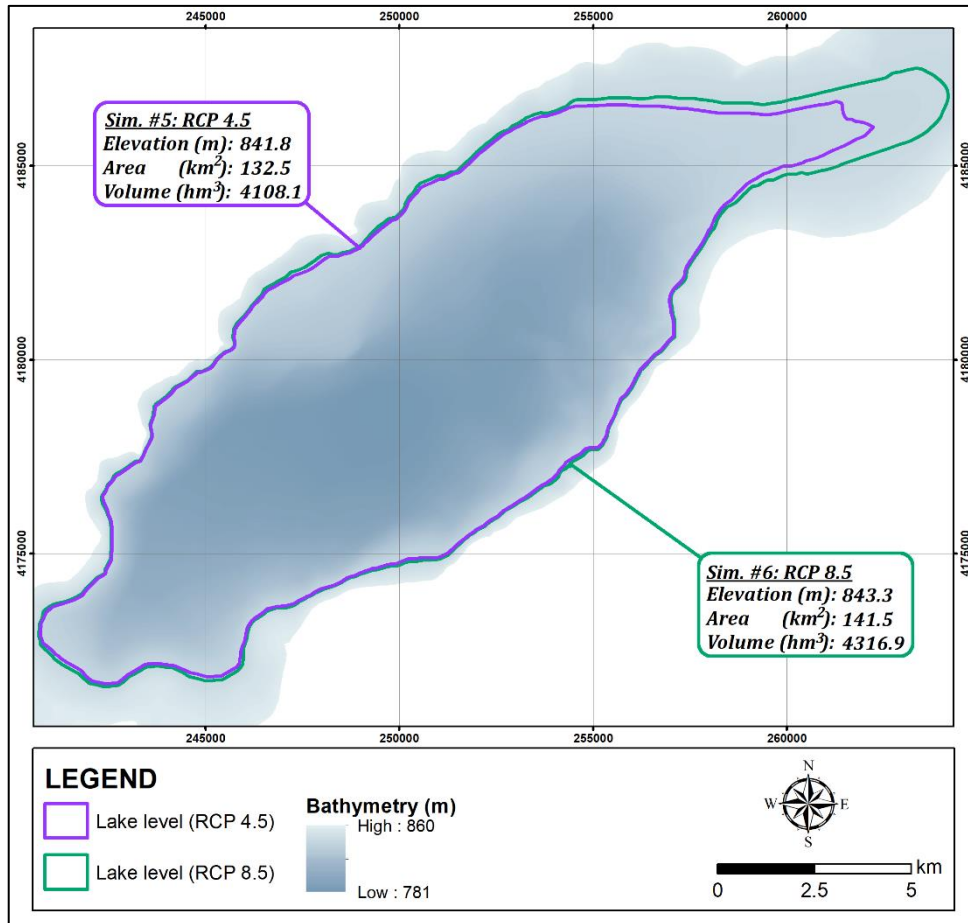 245000 250000 255000 260000
Sim. #5: RCP 4.5
Elevation (m): 841.8
Area (km²): 132.5
Volume (hm³): 4108.1
4185000 4185000
4180000 4180000
4175000 4175000
Sim. #6: RCP 8.5
Elevation (m): 843.3
Area (km²): 141.5
Volume (hm³): 4316.9
245000 250000 255000 260000
LEGEND
Lake level (RCP 4.5)
Lake level (RCP 8.5)
Bathymetry (m)
High : 860
Low : 781
N
W E
S
km
0 2.5 5